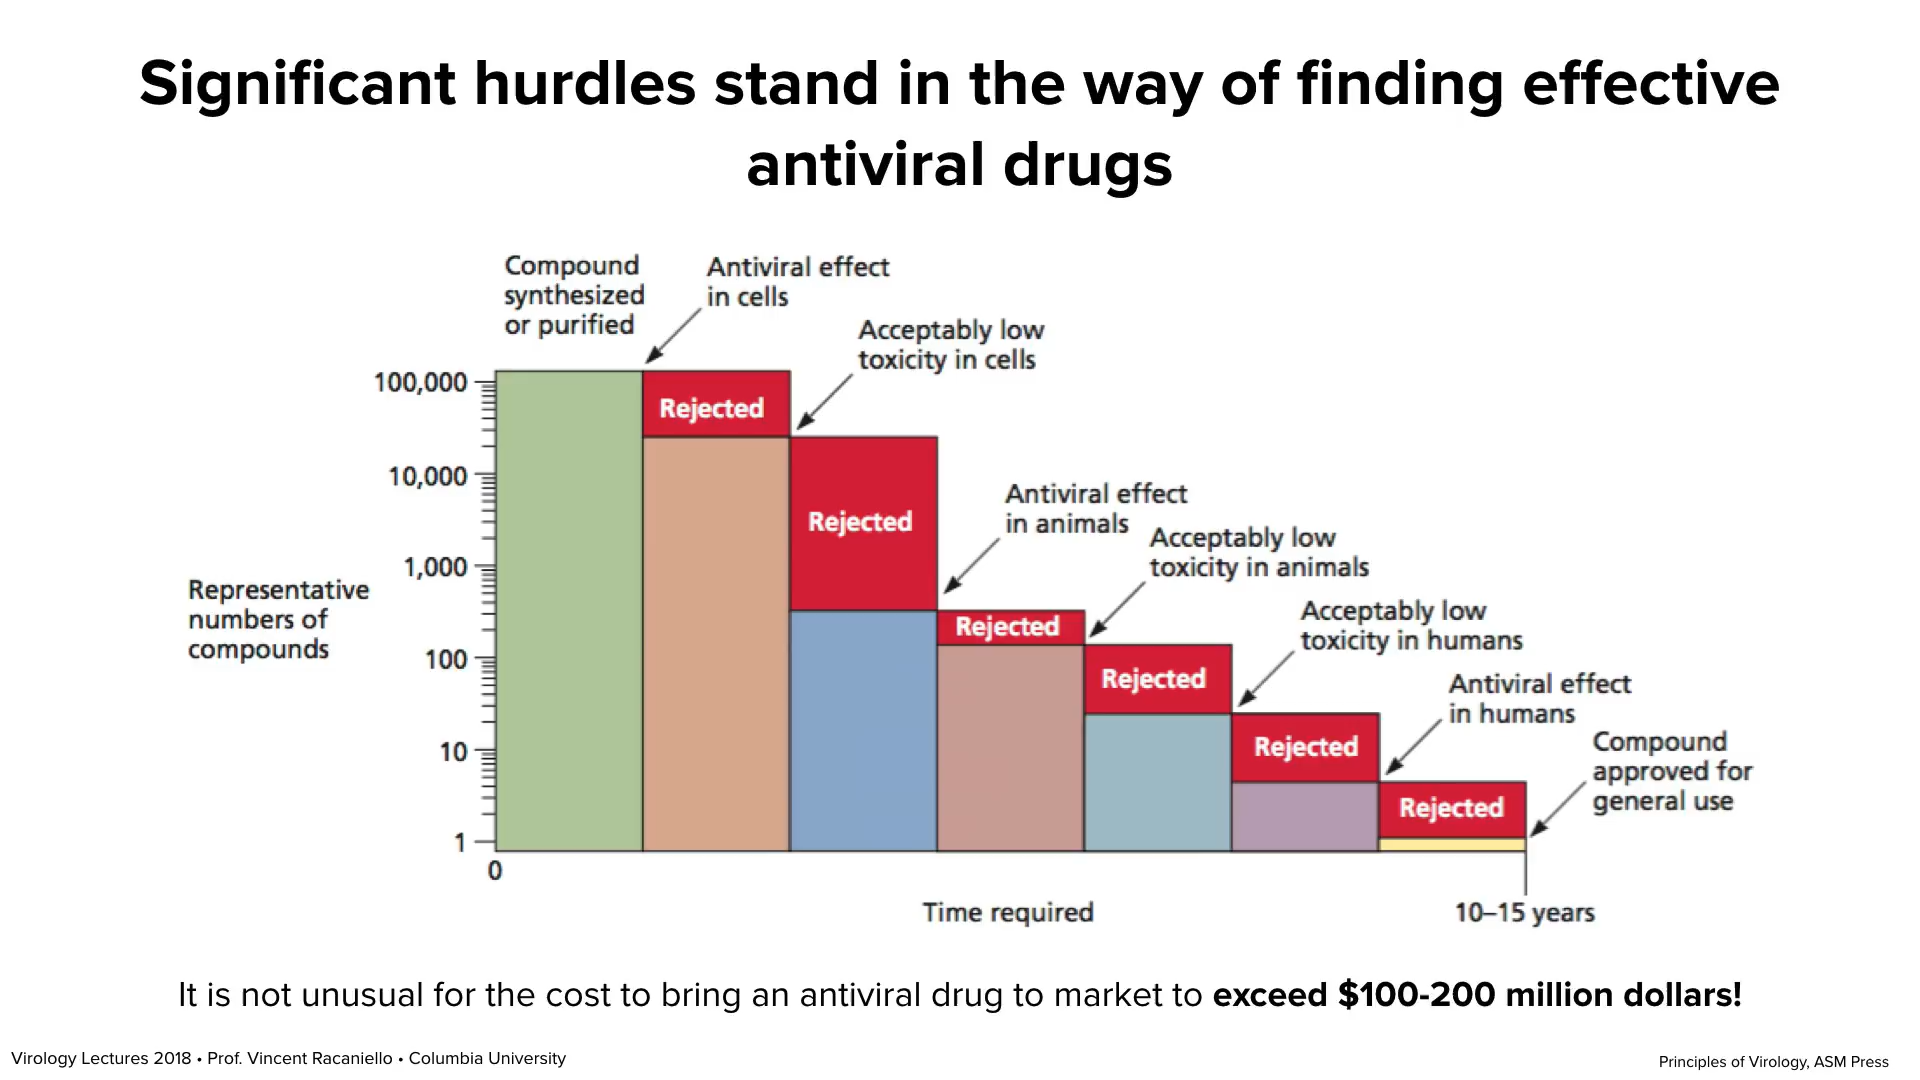 Significant hurdles stand in the way of finding effective
antiviral drugs
Compound
synthesized
or purified
Antiviral effect
in cells
Acceptably low
toxicity in cells
Antiviral effect
in animals
Acceptably low
toxicity in animals
Acceptably low
toxicity in humans
Antiviral effect
in humans
Compound
approved for
general use
Representative
numbers of
compounds
100,000
10,000
1,000
100
10
1
Rejected
Rejected
Rejected
Rejected
Rejected
Rejected
0
Time required
10–15 years
It is not unusual for the cost to bring an antiviral drug to market to exceed $100-200 million dollars!
Virology Lectures 2018 • Prof. Vincent Racaniello • Columbia University
Principles of Virology, ASM Press